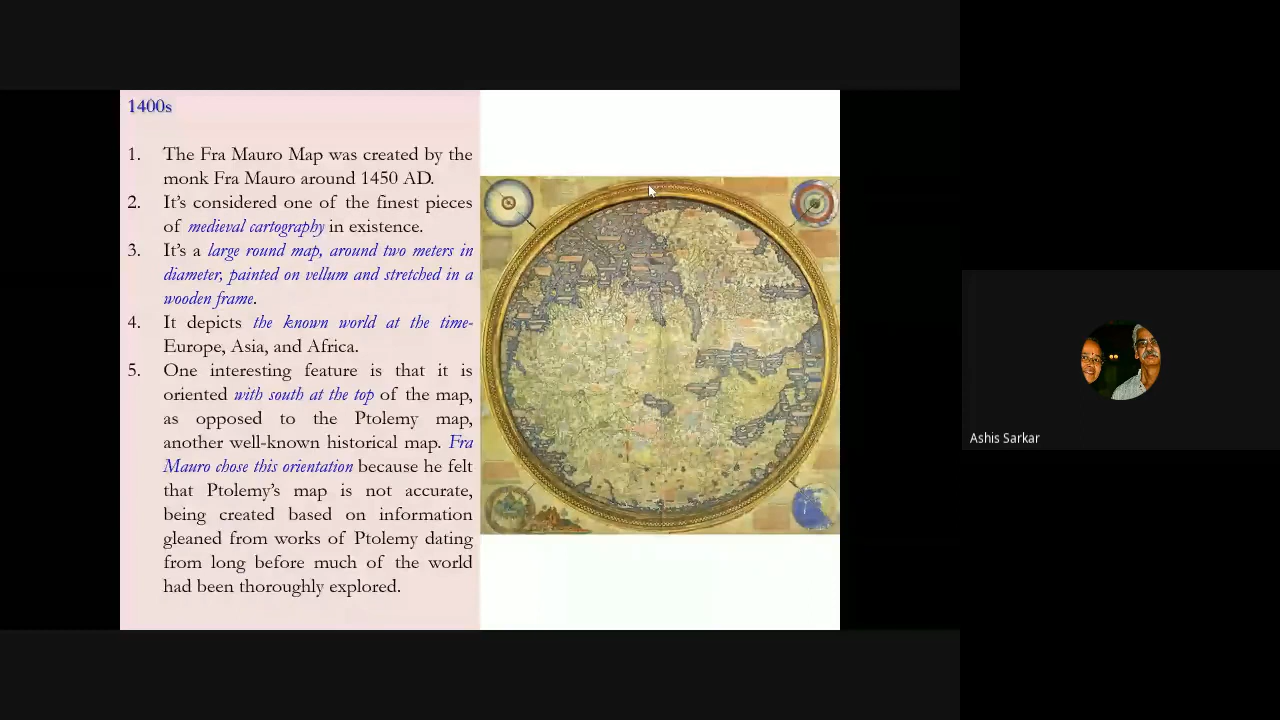 1400s
1. The Fra Mauro Map was created by the
monk Fra Mauro around 1450 AD.
2. It’s considered one of the finest pieces
of medieval cartography in existence.
3. It’s a large round map, around two meters in
diameter, painted on vellum and stretched in a
wooden frame.
4. It depicts the known world at the time-
Europe, Asia, and Africa.
5. One interesting feature is that it is
oriented with south at the top of the map,
as opposed to the Ptolemy map,
another well-known historical map. Fra
Mauro chose this orientation because he felt
that Ptolemy’s map is not accurate,
being created based on information
gleaned from works of Ptolemy dating
from long before much of the world
had been thoroughly explored.
Ashis Sarkar